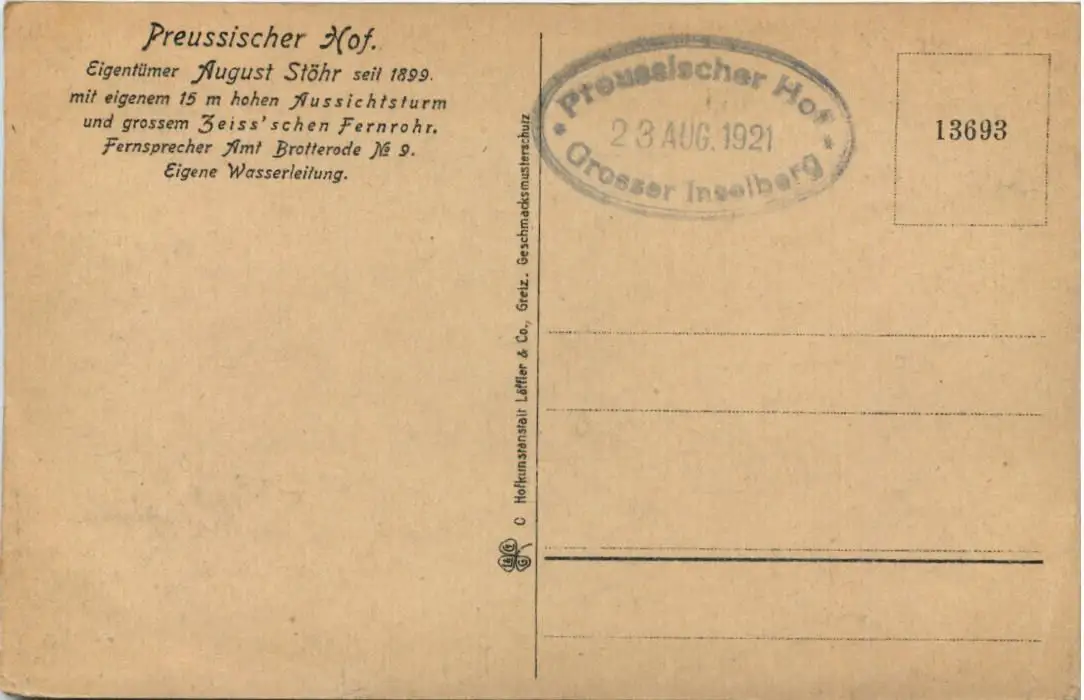 Preussischer Hof.
Eigentümer August Stöhr seit 1899.
mit eigenem 15 m hohen Aussichtsturm
und grossem Zeiss'schen Fernrohr.
Fernsprecher Amt Brotterode № 9.
Eigene Wasserleitung.
C Hofkunstanstalt Löffler & Co., Greiz. Geschmacksmusterschutz
Preussischer Hof
23 AUG. 1921
Grosser Inselberg
13693